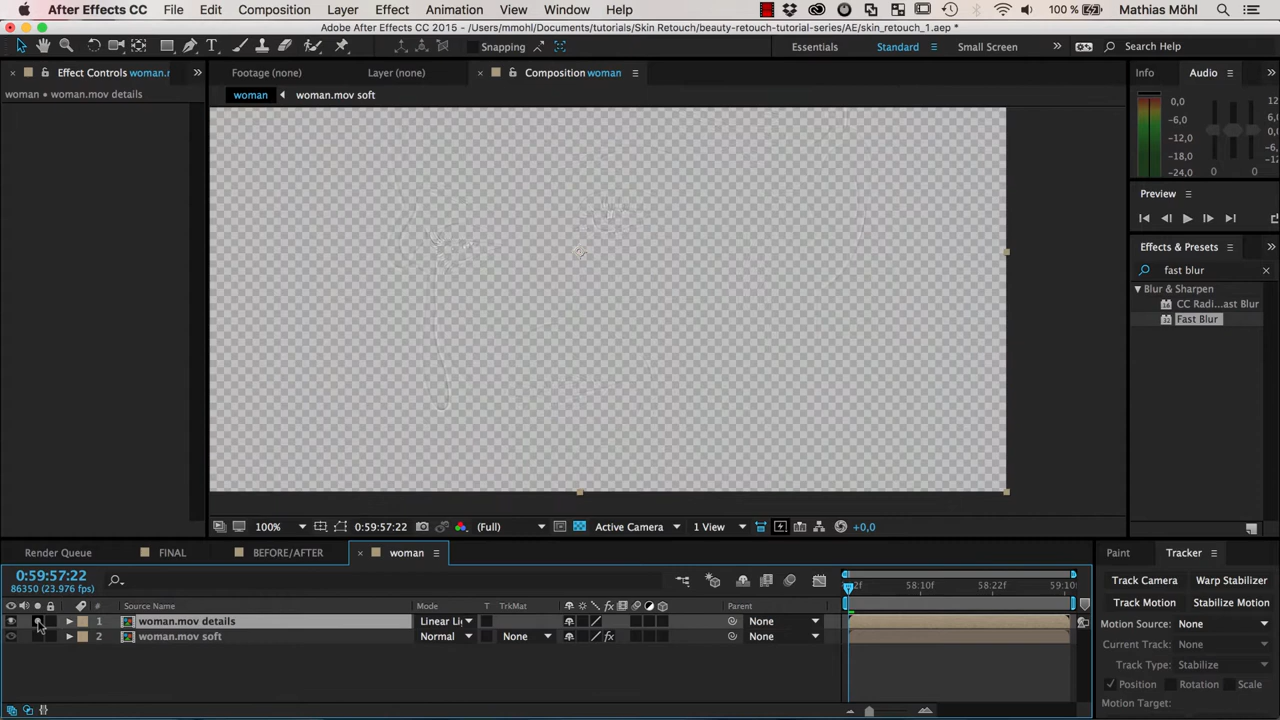 After Effects CC File Edit Composition Layer Effect Animation View Window Help 100 % Mathias Möhl
Adobe After Effects CC 2015 - /Users/mmohl/Documents/tutorials/Skin Retouch/beauty-retouch-tutorial-series/AE/skin_retouch_1.aep *
Snapping Essentials Standard Small Screen Search Help
Effect Controls woman.r Footage (none) Layer (none) Composition woman Info Audio
woman • woman.mov details woman woman.mov soft
0,0 12,0
-6,0
-12,0 0,0
-18,0 -12,0
-24,0
Preview
Effects & Presets
fast blur
Blur & Sharpen
CC Radi...ast Blur
Fast Blur
100% 0:59:57:22 (Full) Active Camera 1 View +0,0
Render Queue FINAL BEFORE/AFTER woman Paint Tracker
0:59:57:22
86350 (23.976 fps)
2f 58:10f 58:22f 59:10f
Track Camera Warp Stabilizer
Track Motion Stabilize Motion
# Source Name Mode T TrkMat Parent
1 woman.mov details Linear Li None
2 woman.mov soft Normal None None
Motion Source: None
Current Track: None
Track Type: Stabilize
Position Rotation Scale
Motion Target: